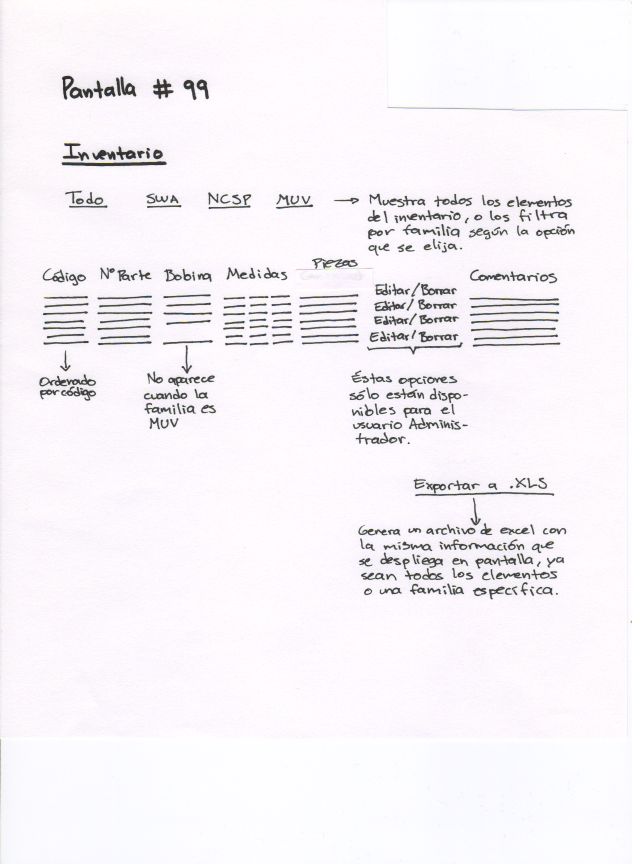 Pantalla # 99
Inventario
Todo SWA NCSP MUV → Muestra todos los elementos
del inventario, o los filtra
por familia según la opción
que se elija.
Código Nº Parte Bobina Medidas Piezas Comentarios
Editar/Borrar
Editar/Borrar
Editar/Borrar
Editar/Borrar
Ordenado
por código
No aparece
cuando la
familia es
MUV
Éstas opciones
sólo están dispo-
nibles para el
usuario Adminis-
trador.
Exportar a .XLS
Genera un archivo de excel con
la misma información que
se despliega en pantalla, ya
sean todos los elementos
o una familia específica.